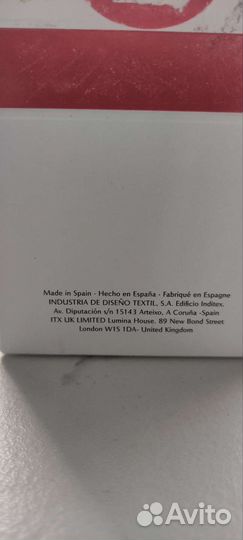 Made in Spain - Hecho en España - Fabriqué en Espagne
INDUSTRIA DE DISEÑO TEXTIL, S.A. Edificio Inditex.
Av. Diputación s/n 15143 Arteixo, A Coruña -Spain
ITX UK LIMITED Lumina House. 89 New Bond Street
London W1S 1DA- United Kingdom
Avito